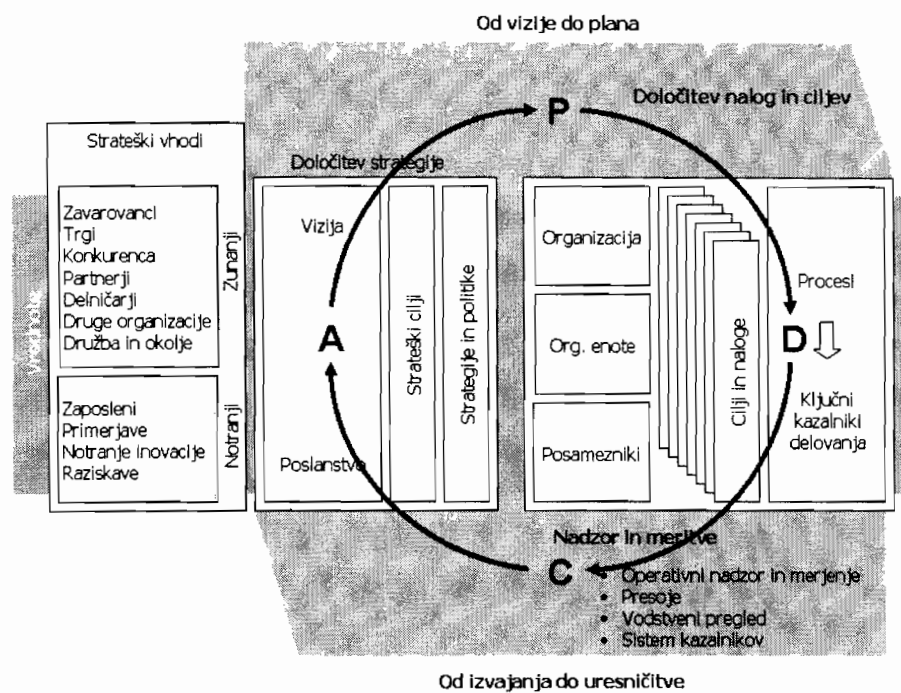 Od vizije do plana
P
Določitev nalog in ciljev
Strateški vhodi
Določitev strategije
Zavarovanci
Trgi
Konkurenca
Partnerji
Delničarji
Druge organizacije
Družba in okolje
Zunanji
Zaposleni
Primerjave
Notranje inovacije
Raziskave
Notranji
Vizija
A
Poslanstvo
Strateški cilji
Strategije in politike
Organizacija
Org. enote
Posamezniki
Cilji in naloge
Procesi
D
Ključni
kazalniki
delovanja
Nadzor in meritve
C
• Operativni nadzor in merjenje
• Presoje
• Vodstveni pregled
• Sistem kazalnikov
Od izvajanja do uresničitve